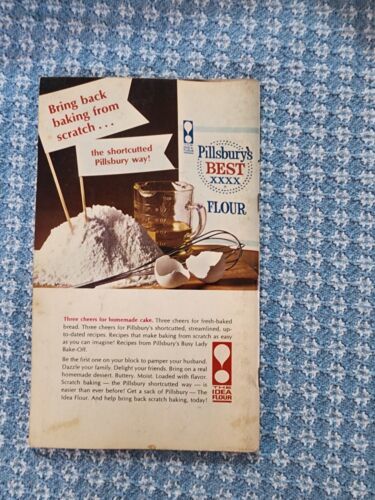 Bring back
baking from
scratch . . .
the shortcutted
Pillsbury way!
Pillsbury's
BEST
XXXX
FLOUR
Three cheers for homemade cake. Three cheers for fresh-baked
bread. Three cheers for Pillsbury's shortcutted, streamlined, up-
to-dated recipes. Recipes that make baking from scratch as easy
as you can imagine! Recipes from Pillsbury's Busy Lady
Bake-Off.
Be the first one on your block to pamper your husband.
Dazzle your family. Delight your friends. Bring on a real
homemade dessert. Buttery. Moist. Loaded with flavor.
Scratch baking — the Pillsbury shortcutted way — is
easier than ever before! Get a sack of Pillsbury — The
Idea Flour. And help bring back scratch baking, today!
THE
IDEA
FLOUR